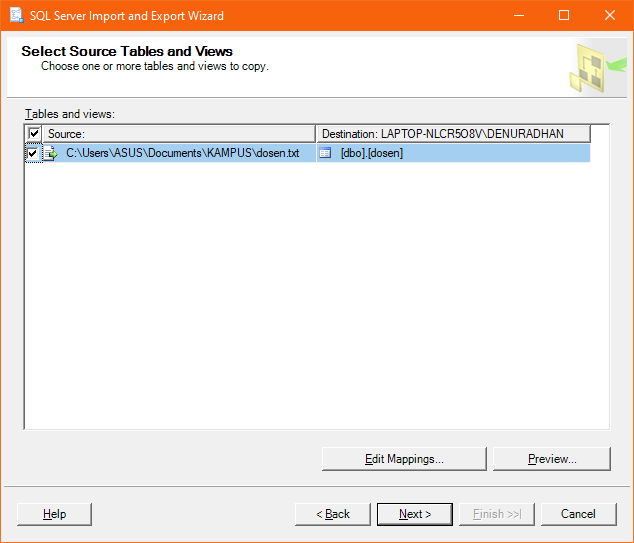 SQL Server Import and Export Wizard
Select Source Tables and Views
Choose one or more tables and views to copy.
Tables and views:
Source: Destination: LAPTOP-NLCR5O8V\DENURADHAN
C:\Users\ASUS\Documents\KAMPUS\dosen.txt [dbo].[dosen]
Edit Mappings... Preview...
Help < Back Next > Finish >>| Cancel